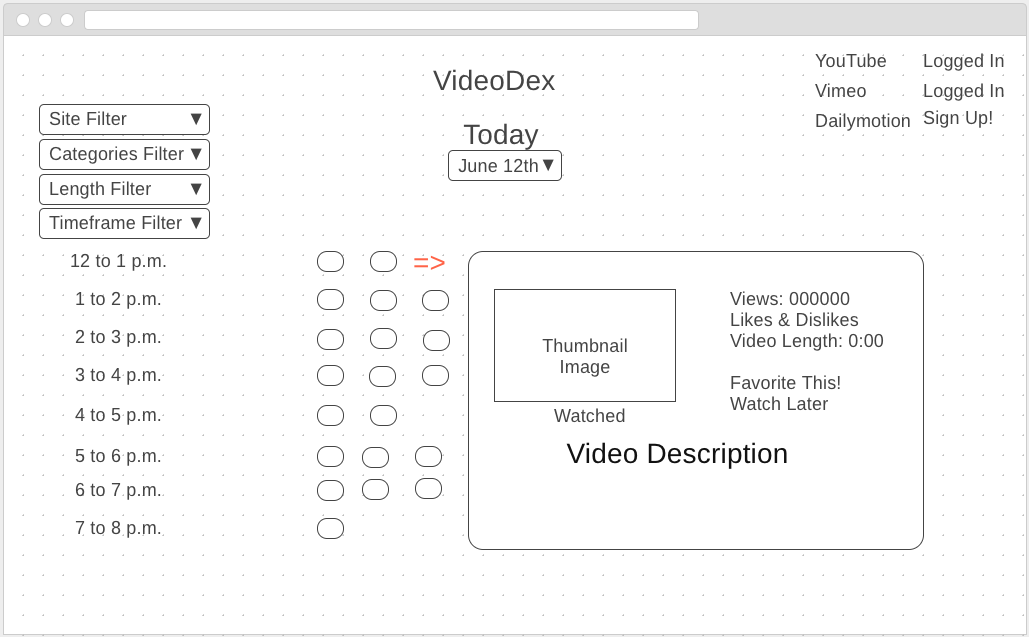 VideoDex
YouTube Logged In
Vimeo Logged In
Dailymotion Sign Up!
Today
June 12th ▼
Site Filter ▼
Categories Filter ▼
Length Filter ▼
Timeframe Filter ▼
12 to 1 p.m.
=>
1 to 2 p.m.
2 to 3 p.m.
3 to 4 p.m.
4 to 5 p.m.
5 to 6 p.m.
6 to 7 p.m.
7 to 8 p.m.
Thumbnail
Image
Watched
Views: 000000
Likes & Dislikes
Video Length: 0:00
Favorite This!
Watch Later
Video Description